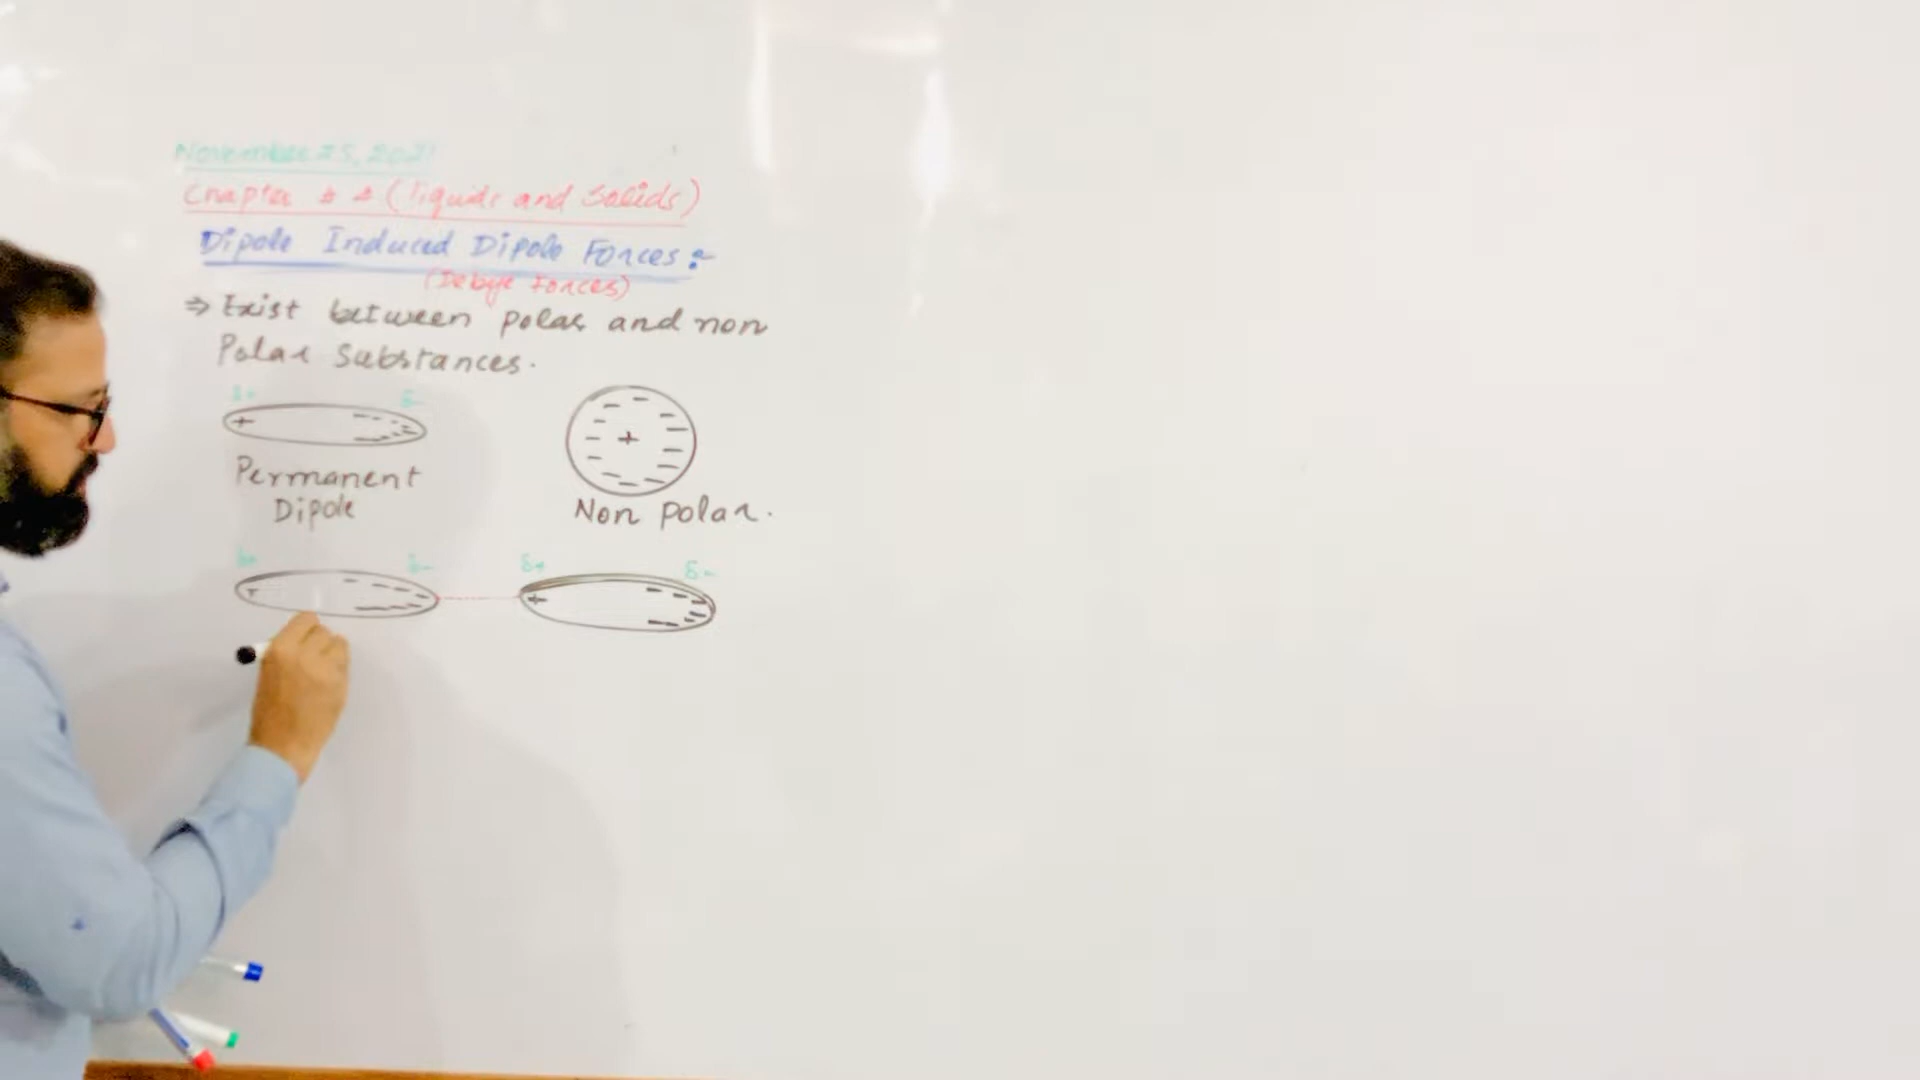 November 25, 2021
Chapter # 4 (liquids and Solids)
Dipole Induced Dipole Forces:-
(Debye Forces)
⇒ Exist between polar and non
Polar Substances.
δ+ δ-
+
+
Permanent
Dipole
Non polar.
δ+ δ- δ+ δ-
+ +